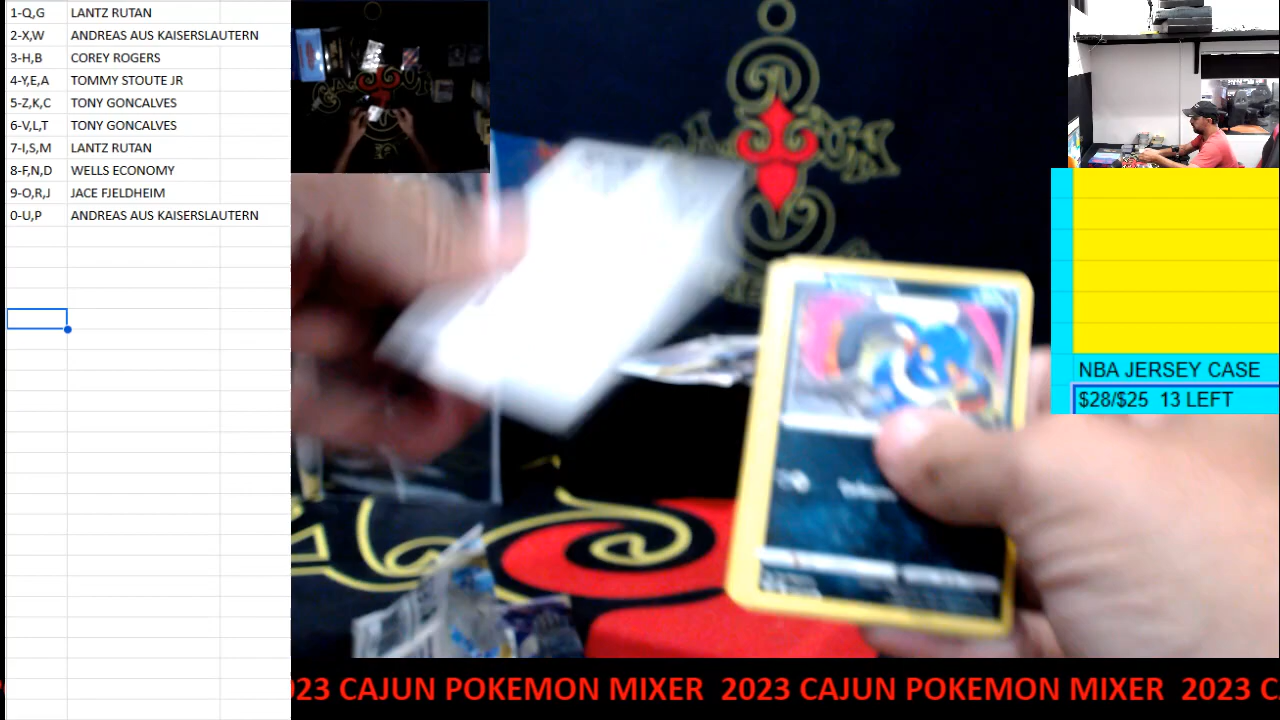 1-Q,G LANTZ RUTAN
2-X,W ANDREAS AUS KAISERSLAUTERN
3-H,B COREY ROGERS
4-Y,E,A TOMMY STOUTE JR
5-Z,K,C TONY GONCALVES
6-V,L,T TONY GONCALVES
7-I,S,M LANTZ RUTAN
8-F,N,D WELLS ECONOMY
9-O,R,J JACE FJELDHEIM
0-U,P ANDREAS AUS KAISERSLAUTERN
NBA JERSEY CASE
$28/$25 13 LEFT
023 CAJUN POKEMON MIXER 2023 CAJUN POKEMON MIXER 2023 C